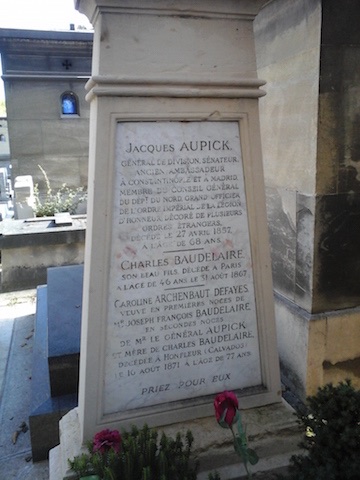 JACQUES AUPICK,
GÉNÉRAL DE DIVISION, SÉNATEUR,
ANCIEN AMBASSADEUR
À CONSTANTINOPLE ET À MADRID,
MEMBRE DU CONSEIL GÉNÉRAL
DU DÉPT DU NORD, GRAND OFFICIER
DE L'ORDRE IMPÉRIAL DE LA LÉGION
D'HONNEUR, DÉCORÉ DE PLUSIEURS
ORDRES ÉTRANGERS,
DÉCÉDÉ LE 27 AVRIL 1857
À L'ÂGE DE 68 ANS.
CHARLES BAUDELAIRE,
SON BEAU FILS, DÉCÉDÉ À PARIS
À L'ÂGE DE 46 ANS, LE 31 AOUT 1867
CAROLINE ARCHENBAUT DEFAYES,
VEUVE EN PREMIÈRES NOCES DE
MR JOSEPH FRANÇOIS BAUDELAIRE,
EN SECONDES NOCES
DE MR LE GÉNÉRAL AUPICK,
ET MÈRE DE CHARLES BAUDELAIRE,
DÉCÉDÉE À HONFLEUR (CALVADOS)
LE 16 AOUT 1871 À L'ÂGE DE 77 ANS.
PRIEZ POUR EUX